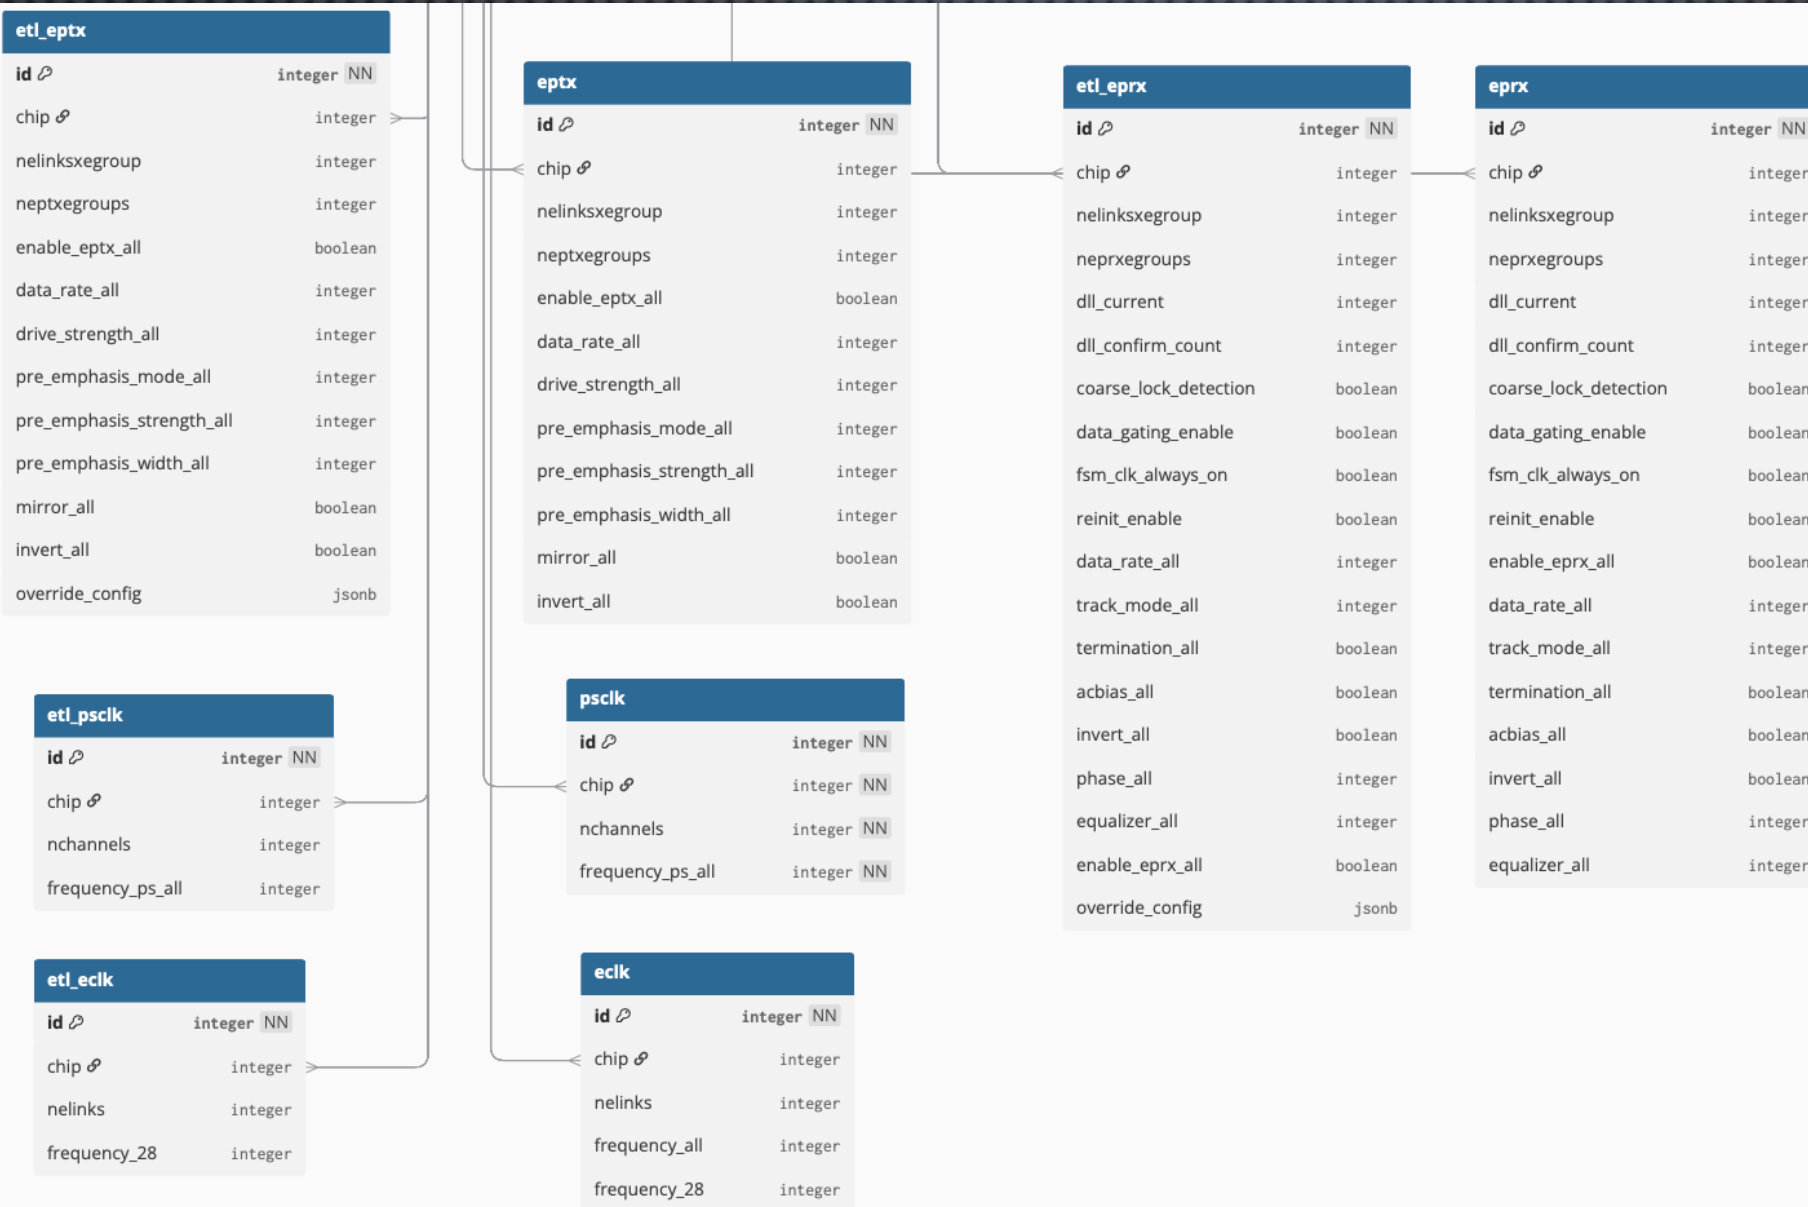 etl_eptx
id integer NN
chip integer
nelinksxegroup integer
neptxegroups integer
enable_eptx_all boolean
data_rate_all integer
drive_strength_all integer
pre_emphasis_mode_all integer
pre_emphasis_strength_all integer
pre_emphasis_width_all integer
mirror_all boolean
invert_all boolean
override_config jsonb
etl_psclk
id integer NN
chip integer
nchannels integer
frequency_ps_all integer
etl_eclk
id integer NN
chip integer
nelinks integer
frequency_28 integer
eptx
id integer NN
chip integer
nelinksxegroup integer
neptxegroups integer
enable_eptx_all boolean
data_rate_all integer
drive_strength_all integer
pre_emphasis_mode_all integer
pre_emphasis_strength_all integer
pre_emphasis_width_all integer
mirror_all boolean
invert_all boolean
psclk
id integer NN
chip integer NN
nchannels integer NN
frequency_ps_all integer NN
eclk
id integer NN
chip integer
nelinks integer
frequency_all integer
frequency_28 integer
etl_eprx
id integer NN
chip integer
nelinksxegroup integer
neprxegroups integer
dll_current integer
dll_confirm_count integer
coarse_lock_detection boolean
data_gating_enable boolean
fsm_clk_always_on boolean
reinit_enable boolean
data_rate_all integer
track_mode_all integer
termination_all boolean
acbias_all boolean
invert_all boolean
phase_all integer
equalizer_all integer
enable_eprx_all boolean
override_config jsonb
eprx
id integer NN
chip integer
nelinksxegroup integer
neprxegroups integer
dll_current integer
dll_confirm_count integer
coarse_lock_detection boolean
data_gating_enable boolean
fsm_clk_always_on boolean
reinit_enable boolean
enable_eprx_all boolean
data_rate_all integer
track_mode_all integer
termination_all boolean
acbias_all boolean
invert_all boolean
phase_all integer
equalizer_all integer